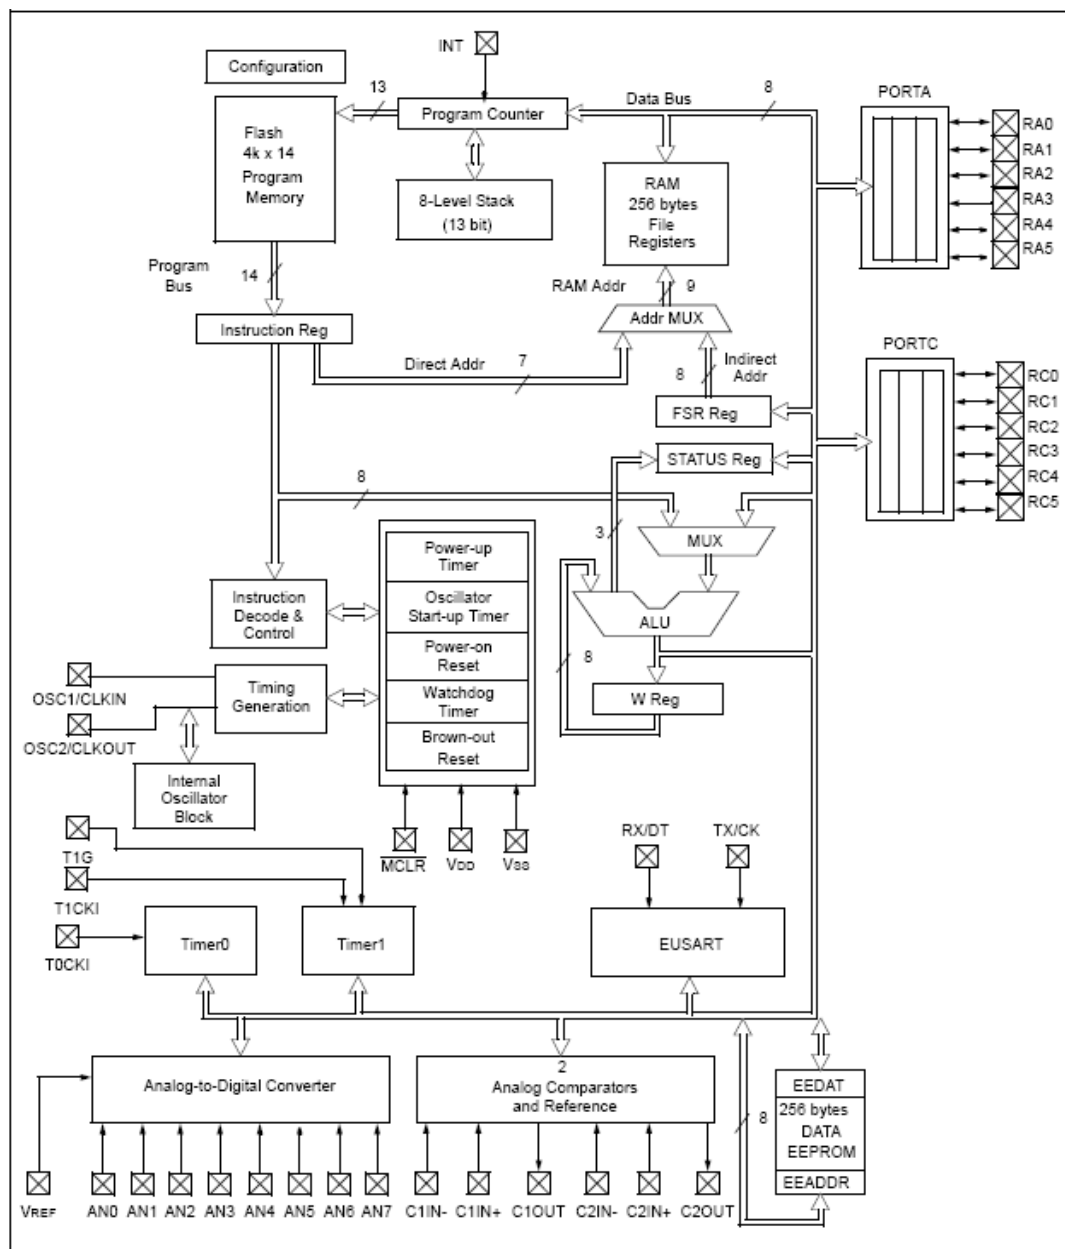 INT
Configuration
13
Data Bus
8
PORTA
Program Counter
Flash
4k x 14
Program
Memory
8-Level Stack
(13 bit)
RAM
256 bytes
File
Registers
RA0
RA1
RA2
RA3
RA4
RA5
Program
Bus
14
RAM Addr
9
Addr MUX
Instruction Reg
Direct Addr
7
8
Indirect
Addr
PORTC
RC0
RC1
RC2
RC3
RC4
RC5
FSR Reg
STATUS Reg
8
3
MUX
Power-up
Timer
Instruction
Decode &
Control
Oscillator
Start-up Timer
ALU
Power-on
Reset
8
OSC1/CLKIN
Timing
Generation
Watchdog
Timer
W Reg
OSC2/CLKOUT
Brown-out
Reset
Internal
Oscillator
Block
T1G
MCLR
VDD
VSS
RX/DT
TX/CK
T1CKI
T0CKI
Timer0
Timer1
EUSART
Analog-to-Digital Converter
2
Analog Comparators
and Reference
8
EEDAT
256 bytes
DATA
EEPROM
EEADDR
VREF
AN0
AN1
AN2
AN3
AN4
AN5
AN6
AN7
C1IN-
C1IN+
C1OUT
C2IN-
C2IN+
C2OUT